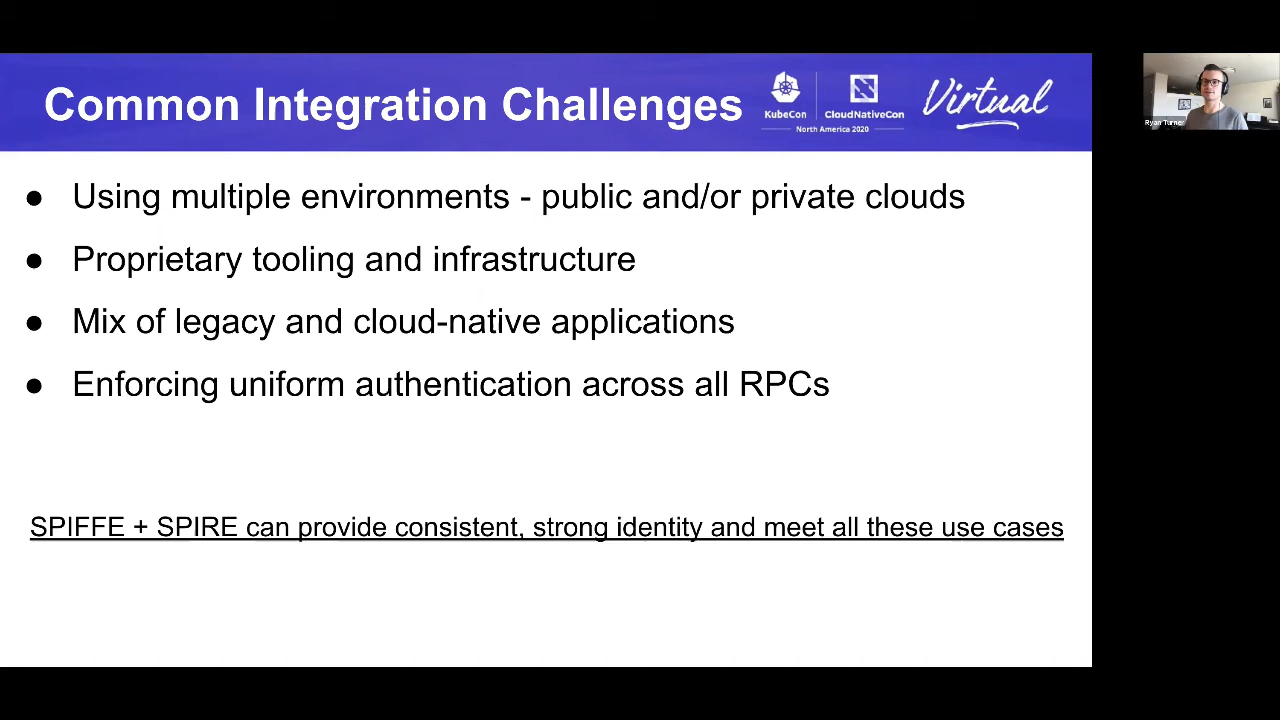 Common Integration Challenges
KubeCon
CloudNativeCon
North America 2020
Virtual
Ryan Turner
● Using multiple environments - public and/or private clouds
● Proprietary tooling and infrastructure
● Mix of legacy and cloud-native applications
● Enforcing uniform authentication across all RPCs
SPIFFE + SPIRE can provide consistent, strong identity and meet all these use cases